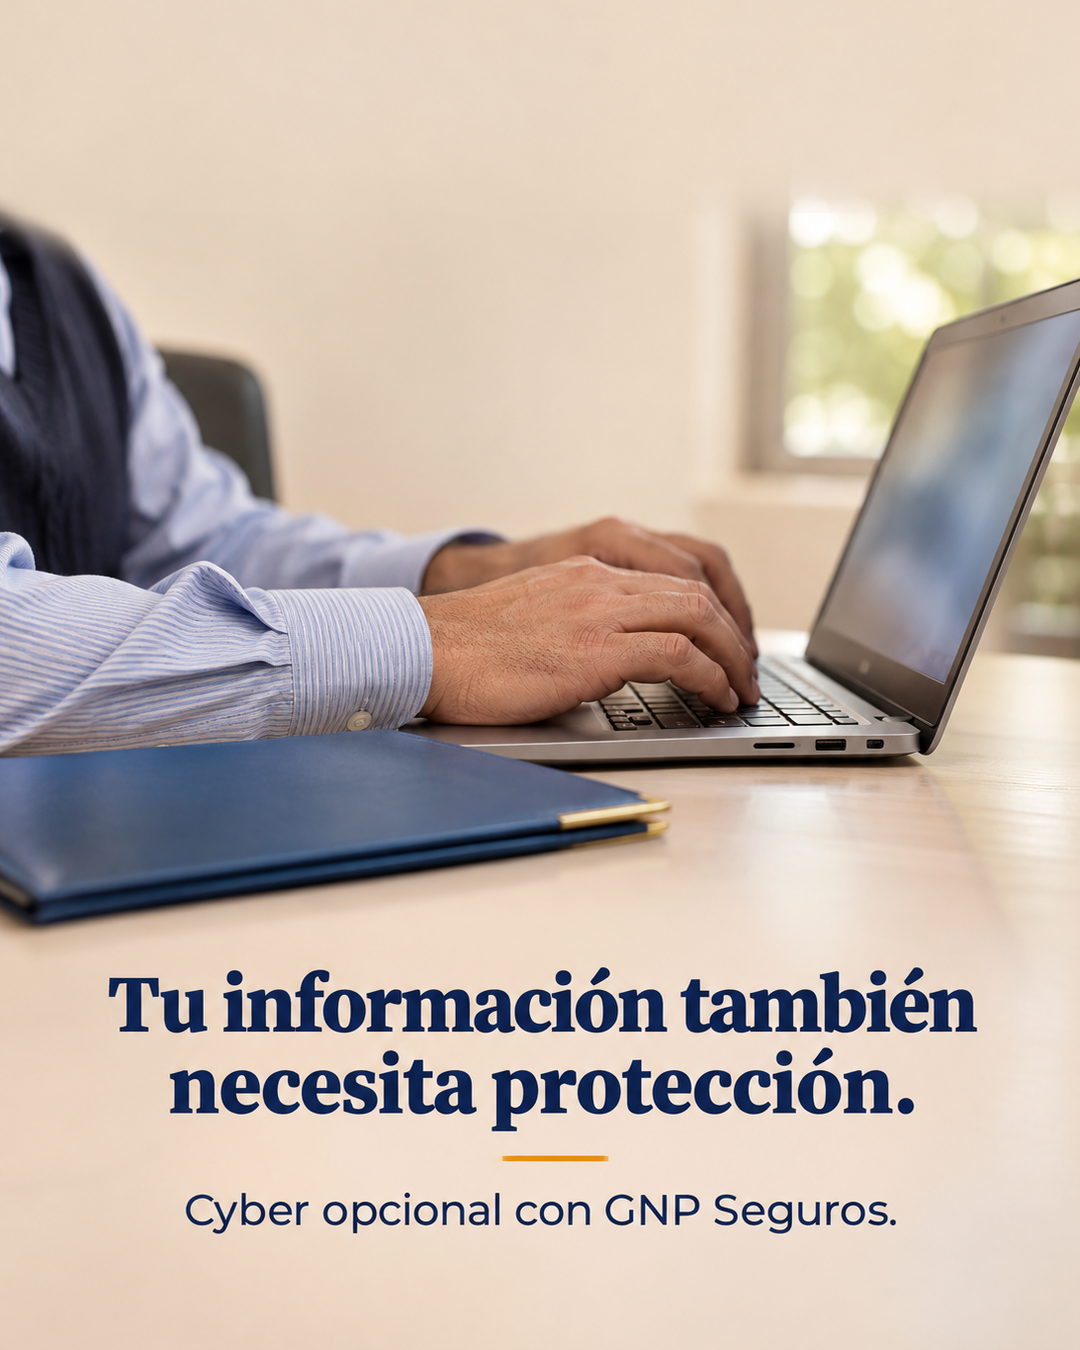 Tu información también
necesita protección.
Cyber opcional con GNP Seguros.